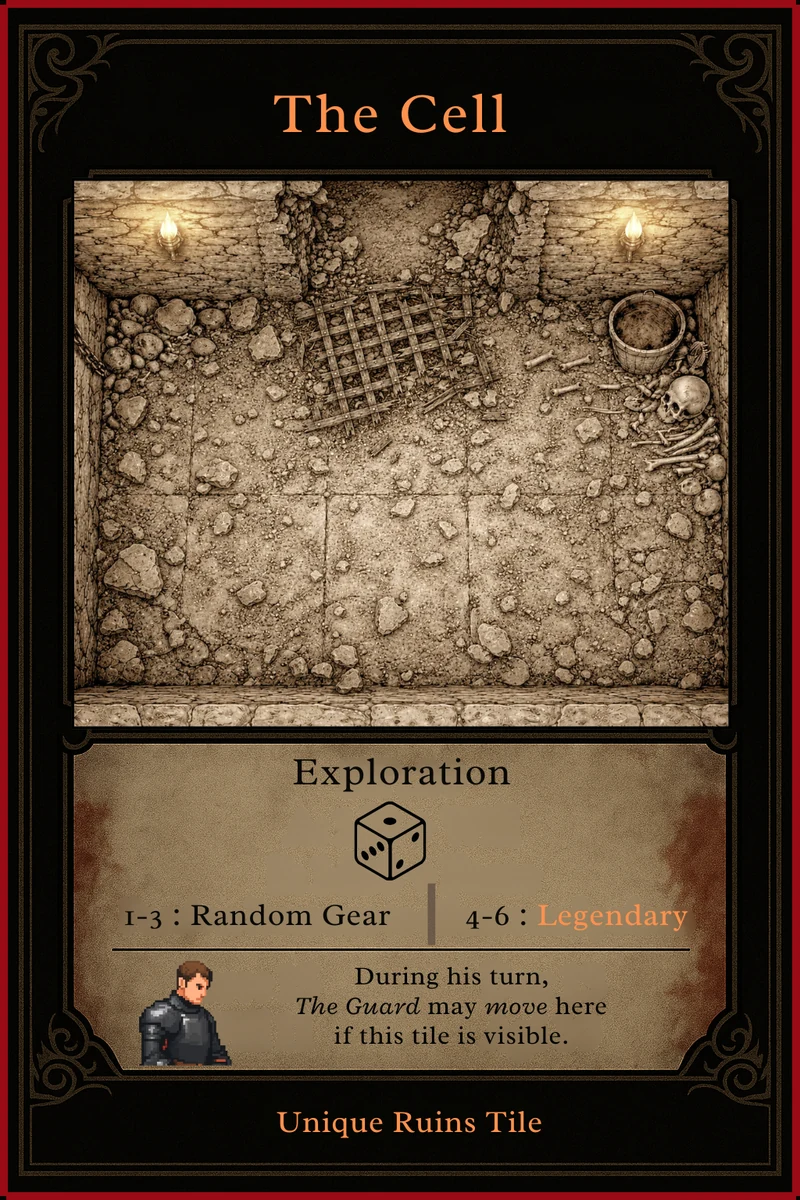 The Cell
Exploration
1-3 : Random Gear
4-6 : Legendary
During his turn,
The Guard may move here
if this tile is visible.
Unique Ruins Tile